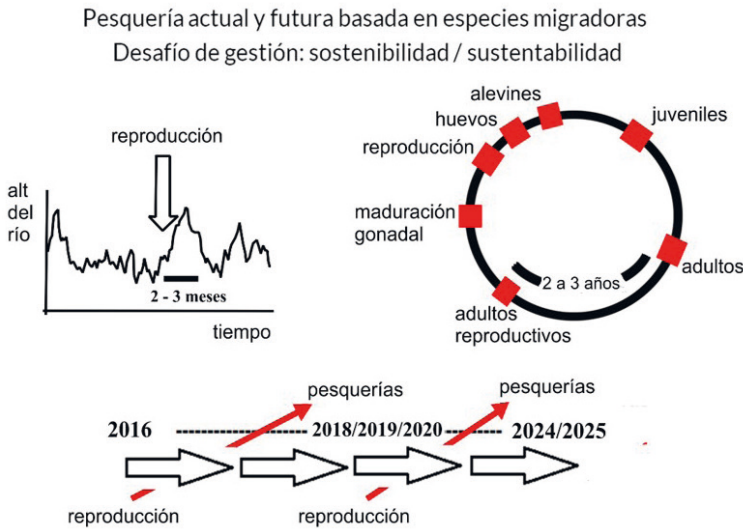 Pesquería actual y futura basada en especies migradoras
Desafío de gestión: sostenibilidad / sustentabilidad
reproducción
alt
del
río
2 - 3 meses
tiempo
alevines
huevos
juveniles
reproducción
maduración
gonadal
adultos
2 a 3 años
adultos
reproductivos
pesquerías
pesquerías
2016
2018/2019/2020
2024/2025
reproducción
reproducción